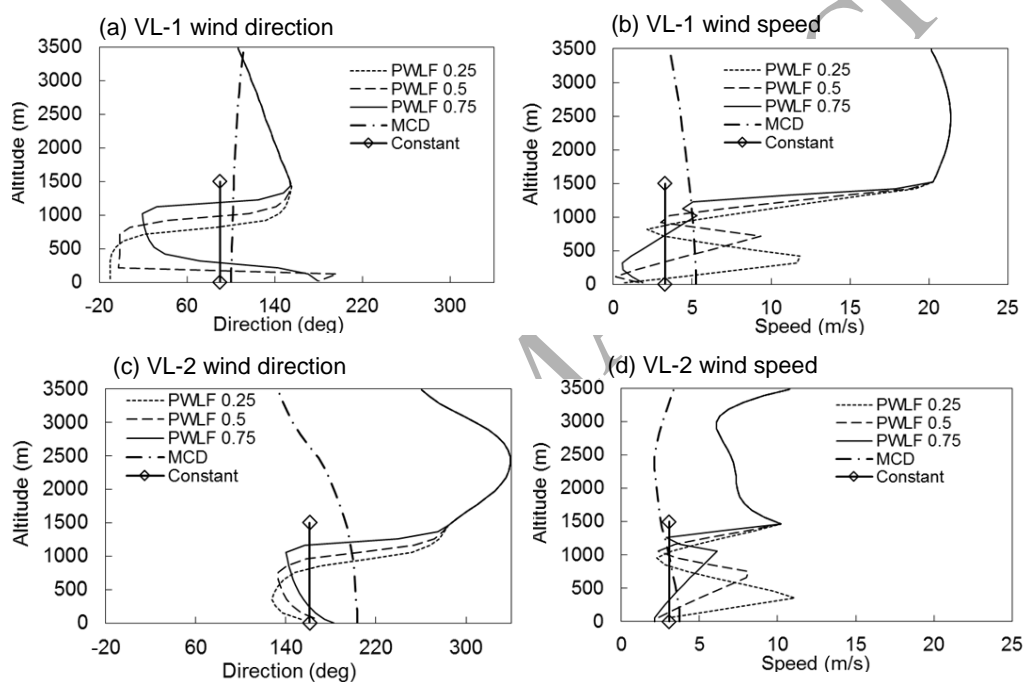 (a) VL-1 wind direction
3500
3000
2500
2000
1500
1000
500
0
Altitude (m)
PWLF 0.25
PWLF 0.5
PWLF 0.75
MCD
Constant
-20 60 140 220 300
Direction (deg)
(b) VL-1 wind speed
3500
3000
2500
2000
1500
1000
500
0
Altitude (m)
PWLF 0.25
PWLF 0.5
PWLF 0.75
MCD
Constant
0 5 10 15 20 25
Speed (m/s)
(c) VL-2 wind direction
3500
3000
2500
2000
1500
1000
500
0
Altitude (m)
PWLF 0.25
PWLF 0.5
PWLF 0.75
MCD
Constant
-20 60 140 220 300
Direction (deg)
(d) VL-2 wind speed
3500
3000
2500
2000
1500
1000
500
0
Altitude (m)
PWLF 0.25
PWLF 0.5
PWLF 0.75
MCD
Constant
0 5 10 15 20 25
Speed (m/s)